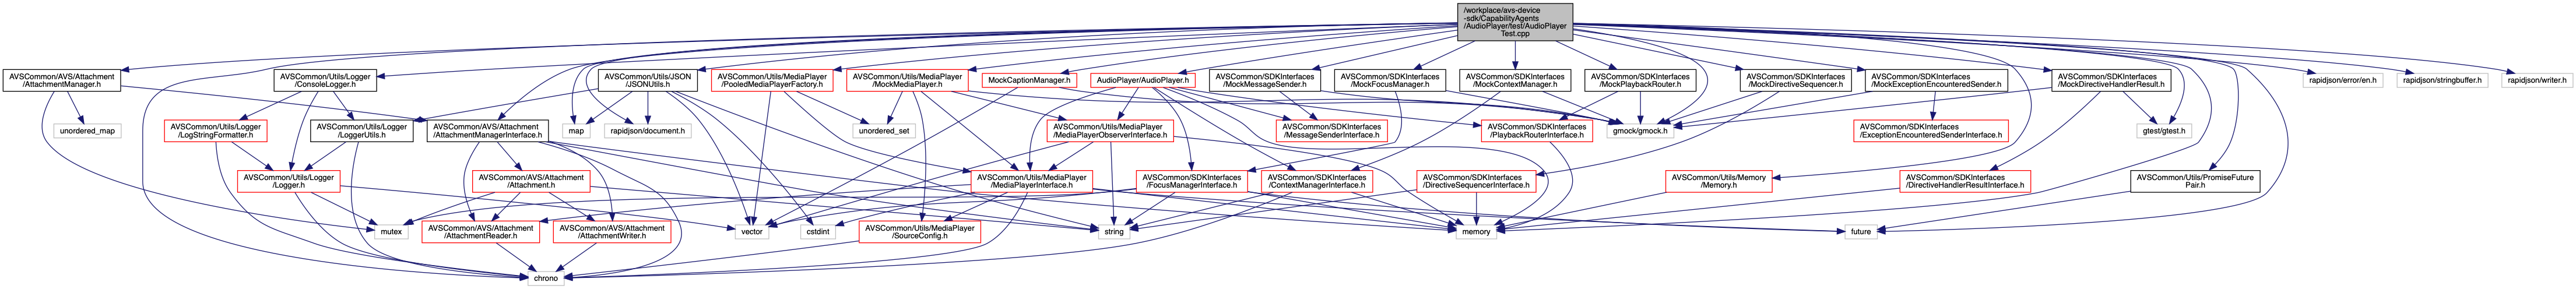 /workplace/avs-device
-sdk/CapabilityAgents
/AudioPlayer/test/AudioPlayer
Test.cpp
AVSCommon/AVS/Attachment
/AttachmentManager.h
AVSCommon/Utils/Logger
/ConsoleLogger.h
AVSCommon/Utils/JSON
/JSONUtils.h
AVSCommon/Utils/MediaPlayer
/PooledMediaPlayerFactory.h
AVSCommon/Utils/MediaPlayer
/MockMediaPlayer.h
MockCaptionManager.h
AudioPlayer/AudioPlayer.h
AVSCommon/SDKInterfaces
/MockMessageSender.h
AVSCommon/SDKInterfaces
/MockFocusManager.h
AVSCommon/SDKInterfaces
/MockContextManager.h
AVSCommon/SDKInterfaces
/MockPlaybackRouter.h
AVSCommon/SDKInterfaces
/MockDirectiveSequencer.h
AVSCommon/SDKInterfaces
/MockExceptionEncounteredSender.h
AVSCommon/SDKInterfaces
/MockDirectiveHandlerResult.h
rapidjson/error/en.h
rapidjson/stringbuffer.h
rapidjson/writer.h
unordered_map
AVSCommon/Utils/Logger
/LogStringFormatter.h
AVSCommon/Utils/Logger
/LoggerUtils.h
AVSCommon/AVS/Attachment
/AttachmentManagerInterface.h
map
rapidjson/document.h
unordered_set
AVSCommon/Utils/MediaPlayer
/MediaPlayerObserverInterface.h
AVSCommon/SDKInterfaces
/MessageSenderInterface.h
AVSCommon/SDKInterfaces
/PlaybackRouterInterface.h
gmock/gmock.h
AVSCommon/SDKInterfaces
/ExceptionEncounteredSenderInterface.h
gtest/gtest.h
AVSCommon/Utils/Logger
/Logger.h
AVSCommon/AVS/Attachment
/Attachment.h
AVSCommon/Utils/MediaPlayer
/MediaPlayerInterface.h
AVSCommon/SDKInterfaces
/FocusManagerInterface.h
AVSCommon/SDKInterfaces
/ContextManagerInterface.h
AVSCommon/SDKInterfaces
/DirectiveSequencerInterface.h
AVSCommon/Utils/Memory
/Memory.h
AVSCommon/SDKInterfaces
/DirectiveHandlerResultInterface.h
AVSCommon/Utils/PromiseFuture
Pair.h
mutex
AVSCommon/AVS/Attachment
/AttachmentReader.h
AVSCommon/AVS/Attachment
/AttachmentWriter.h
vector
cstdint
AVSCommon/Utils/MediaPlayer
/SourceConfig.h
string
memory
future
chrono